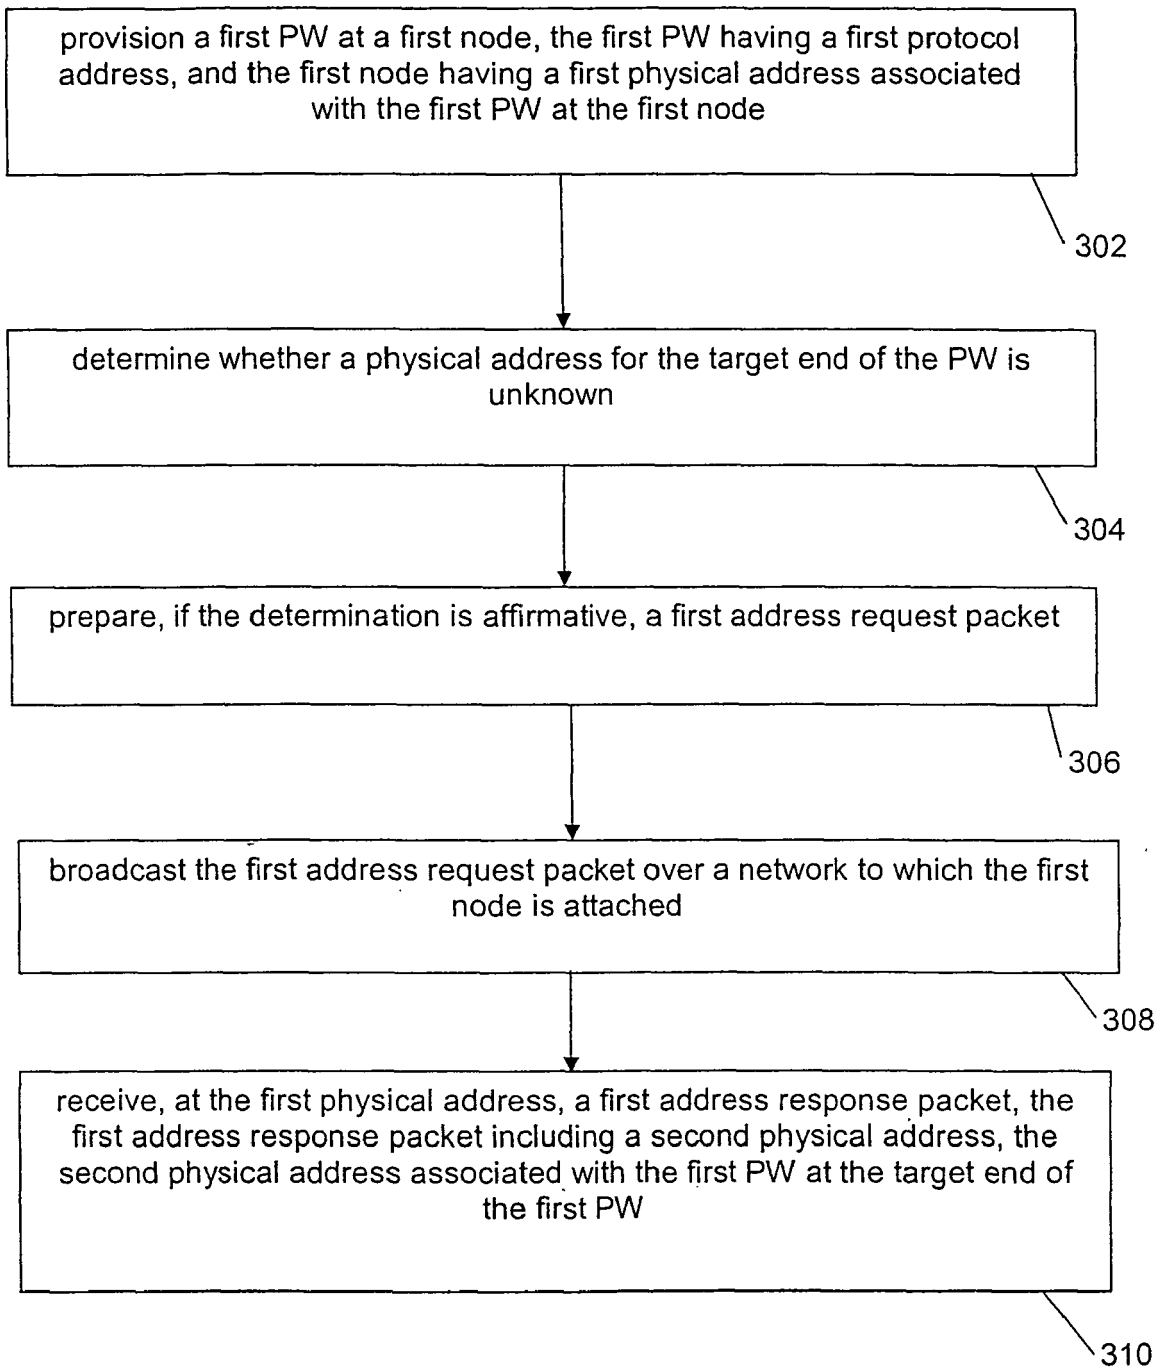 provision a first PW at a first node, the first PW having a first protocol
address, and the first node having a first physical address associated
with the first PW at the first node
302
determine whether a physical address for the target end of the PW is
unknown
304
prepare, if the determination is affirmative, a first address request packet
306
broadcast the first address request packet over a network to which the first
node is attached
308
receive, at the first physical address, a first address response packet, the
first address response packet including a second physical address, the
second physical address associated with the first PW at the target end of
the first PW
310